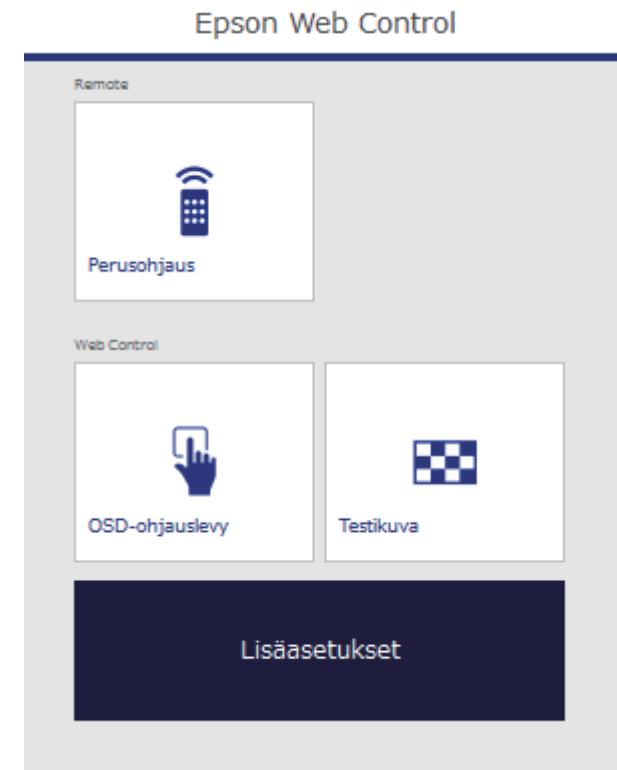 Epson Web Control
Remote
Perusohjaus
Web Control
OSD-ohjauslevy
Testikuva
Lisäasetukset